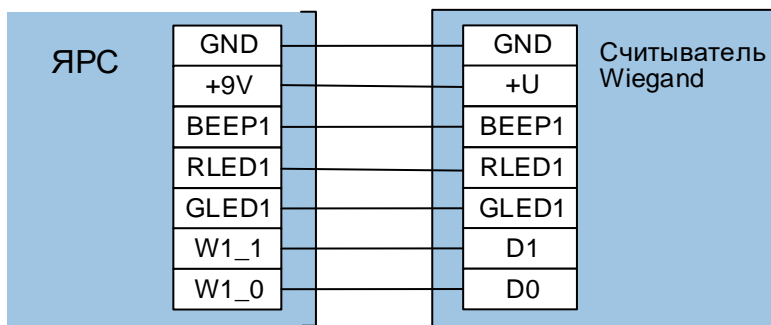 ЯРС
GND
+9V
BEEP1
RLED1
GLED1
W1_1
W1_0
GND
+U
BEEP1
RLED1
GLED1
D1
D0
Считыватель
Wiegand